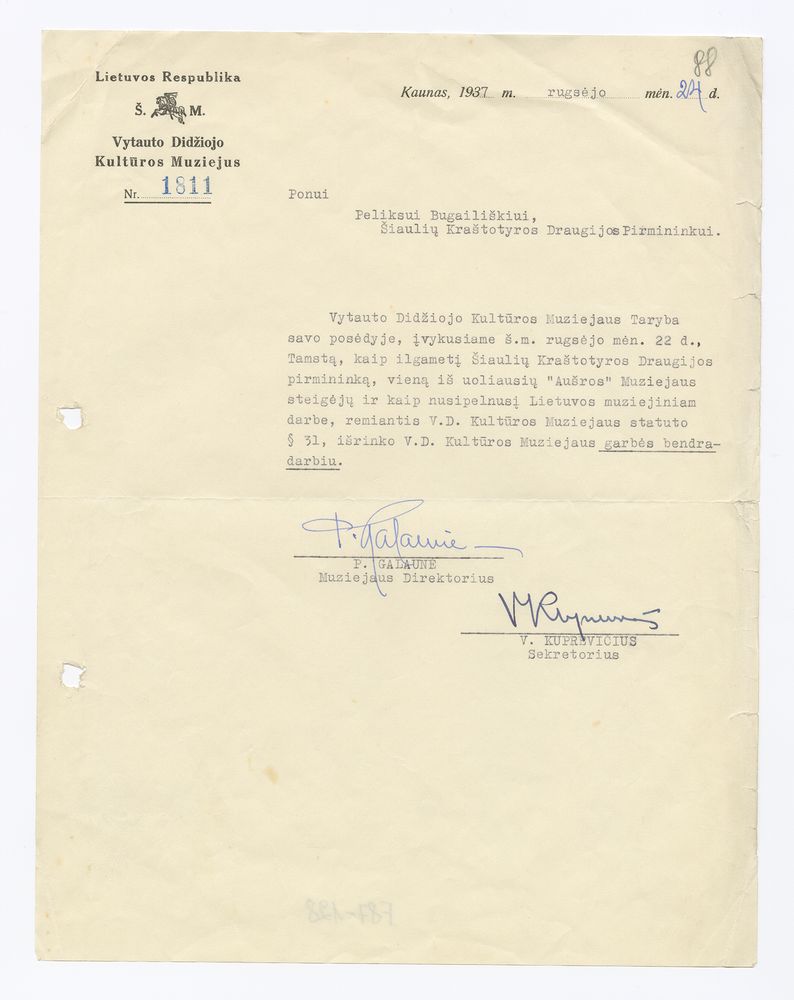 88
Lietuvos Respublika
Š. M.
Vytauto Didžiojo
Kultūros Muziejus
Nr. 1811
Kaunas, 1937 m. rugsėjo mėn. 24 d.
Ponui
Peliksui Bugailiškiui,
Šiaulių Kraštotyros Draugijos Pirmininkui.
Vytauto Didžiojo Kultūros Muziejaus Taryba
savo posėdyje, įvykusiame š.m. rugsėjo mėn. 22 d.,
Tamstą, kaip ilgametį Šiaulių Kraštotyros Draugijos
pirmininką, vieną iš uoliausių "Aušros" Muziejaus
steigėjų ir kaip nusipelnusį Lietuvos muziejiniam
darbe, remiantis V.D. Kultūros Muziejaus statuto
§ 31, išrinko V.D. Kultūros Muziejaus garbės bendra-
darbiu.
P. Galaune
P. GALAUNE
Muziejaus Direktorius
V. KUPREVIČIUS
Sekretorius